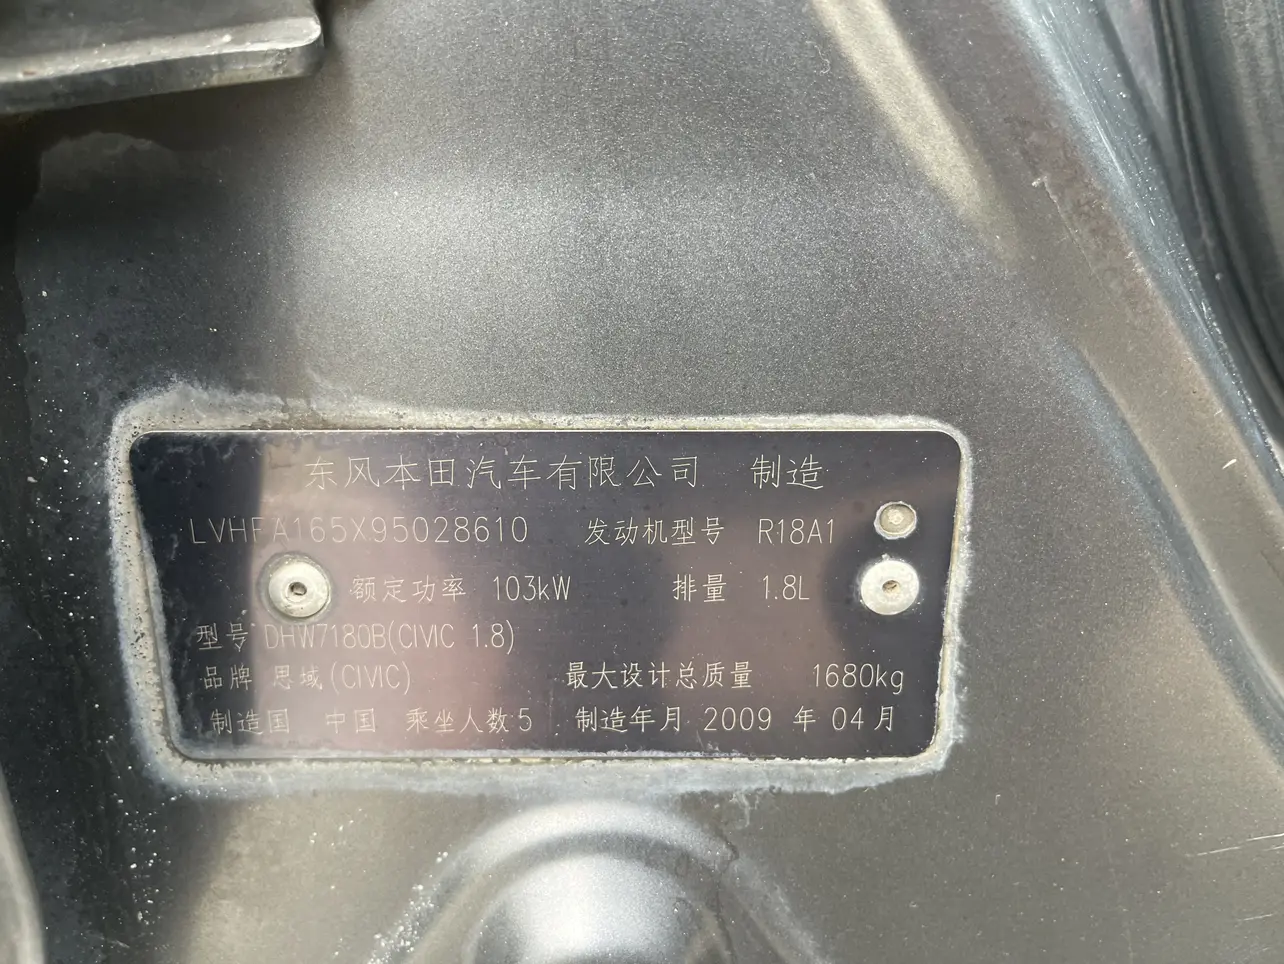 东风本田汽车有限公司 制造
LVHFA165X95028610 发动机型号 R18A1
额定功率 103kW 排量 1.8L
型号 DHW7180B(CIVIC 1.8)
品牌 思域(CIVIC) 最大设计总质量 1680kg
制造国 中国 乘坐人数 5 制造年月 2009 年 04 月